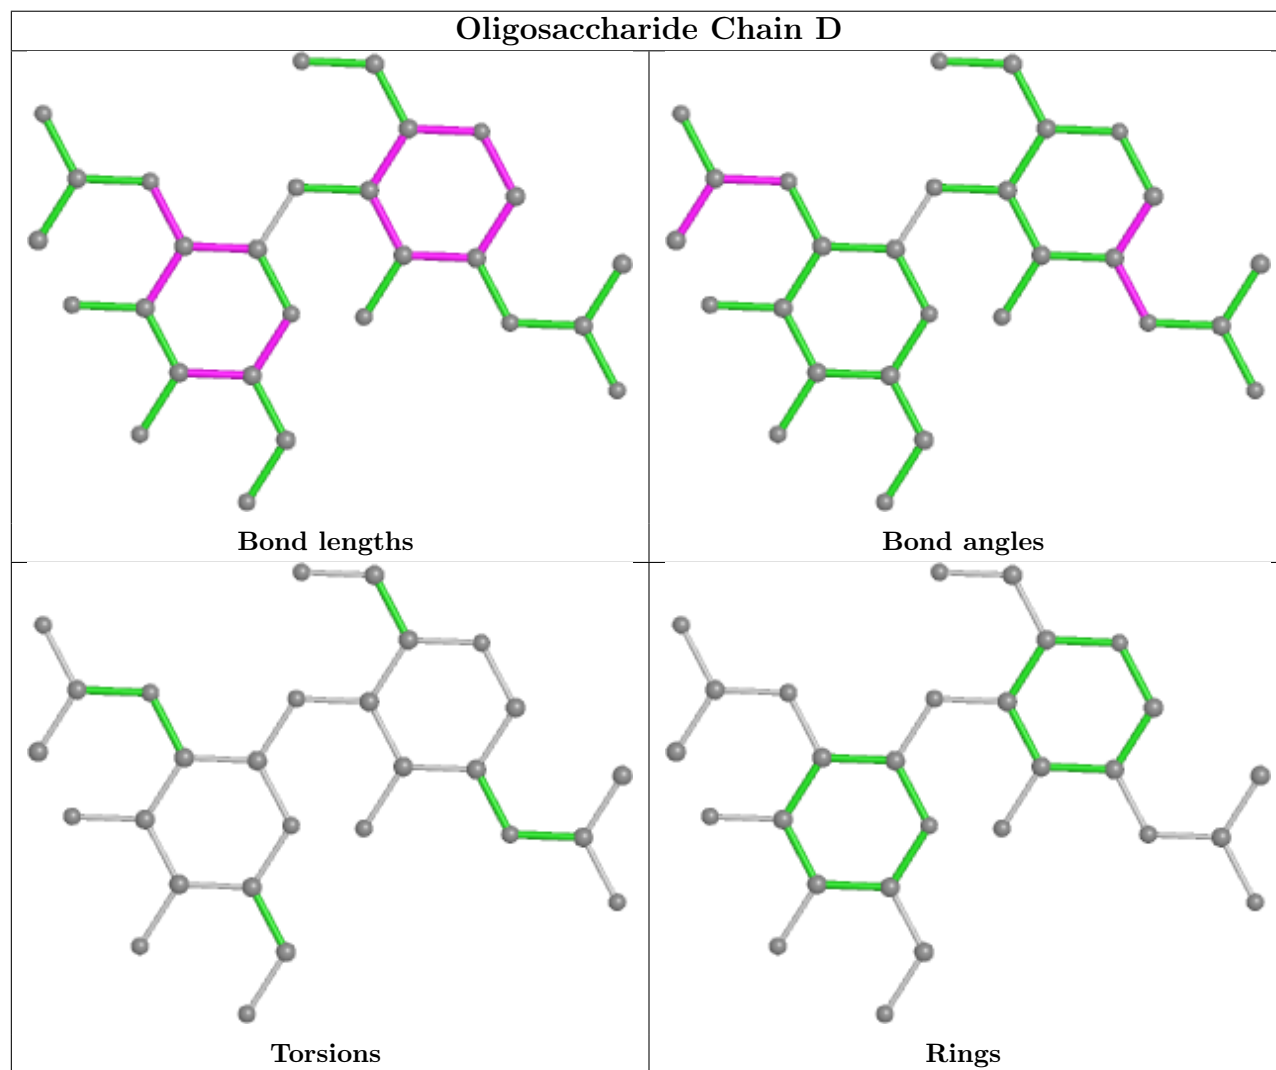 Oligosaccharide Chain D
Bond lengths
Bond angles
Torsions
Rings